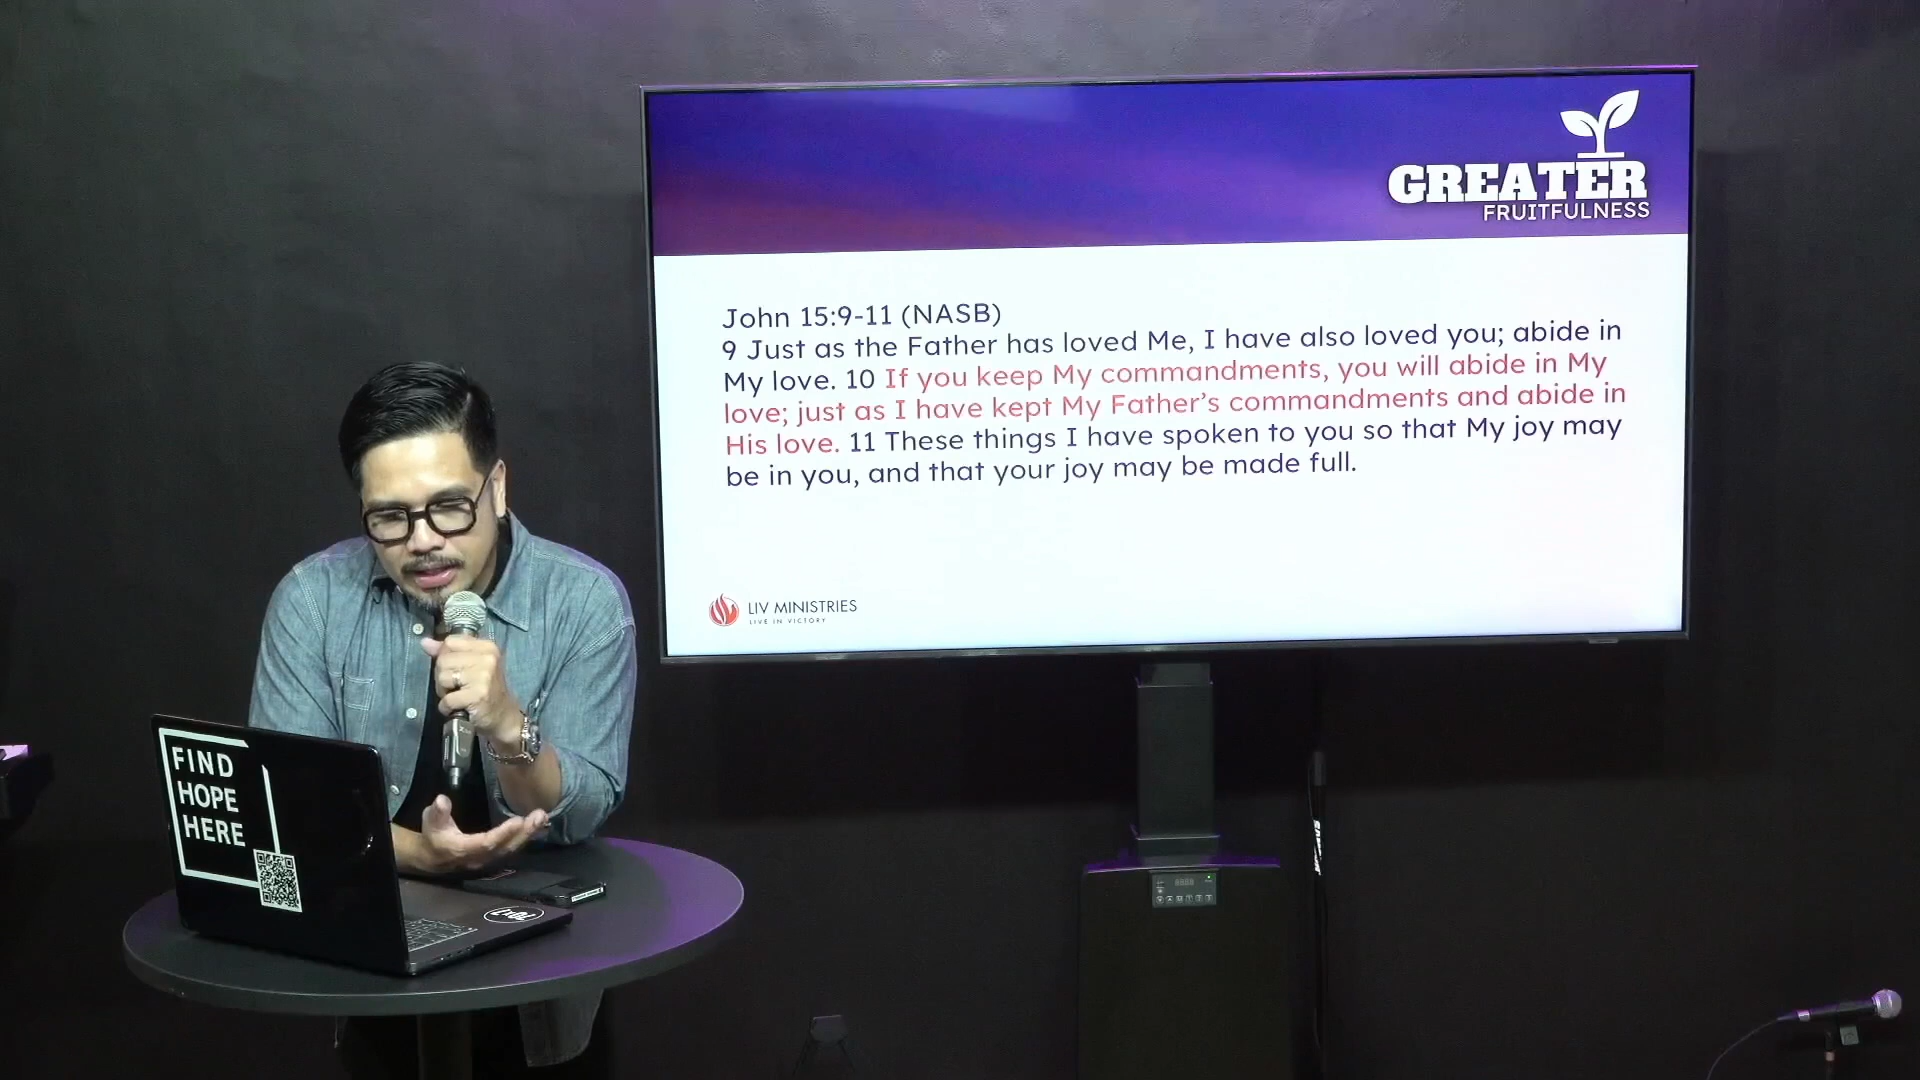 GREATER
FRUITFULNESS
John 15:9-11 (NASB)
9 Just as the Father has loved Me, I have also loved you; abide in
My love. 10 If you keep My commandments, you will abide in My
love; just as I have kept My Father’s commandments and abide in
His love. 11 These things I have spoken to you so that My joy may
be in you, and that your joy may be made full.
LIV MINISTRIES
LIVE IN VICTORY
FIND
HOPE
HERE